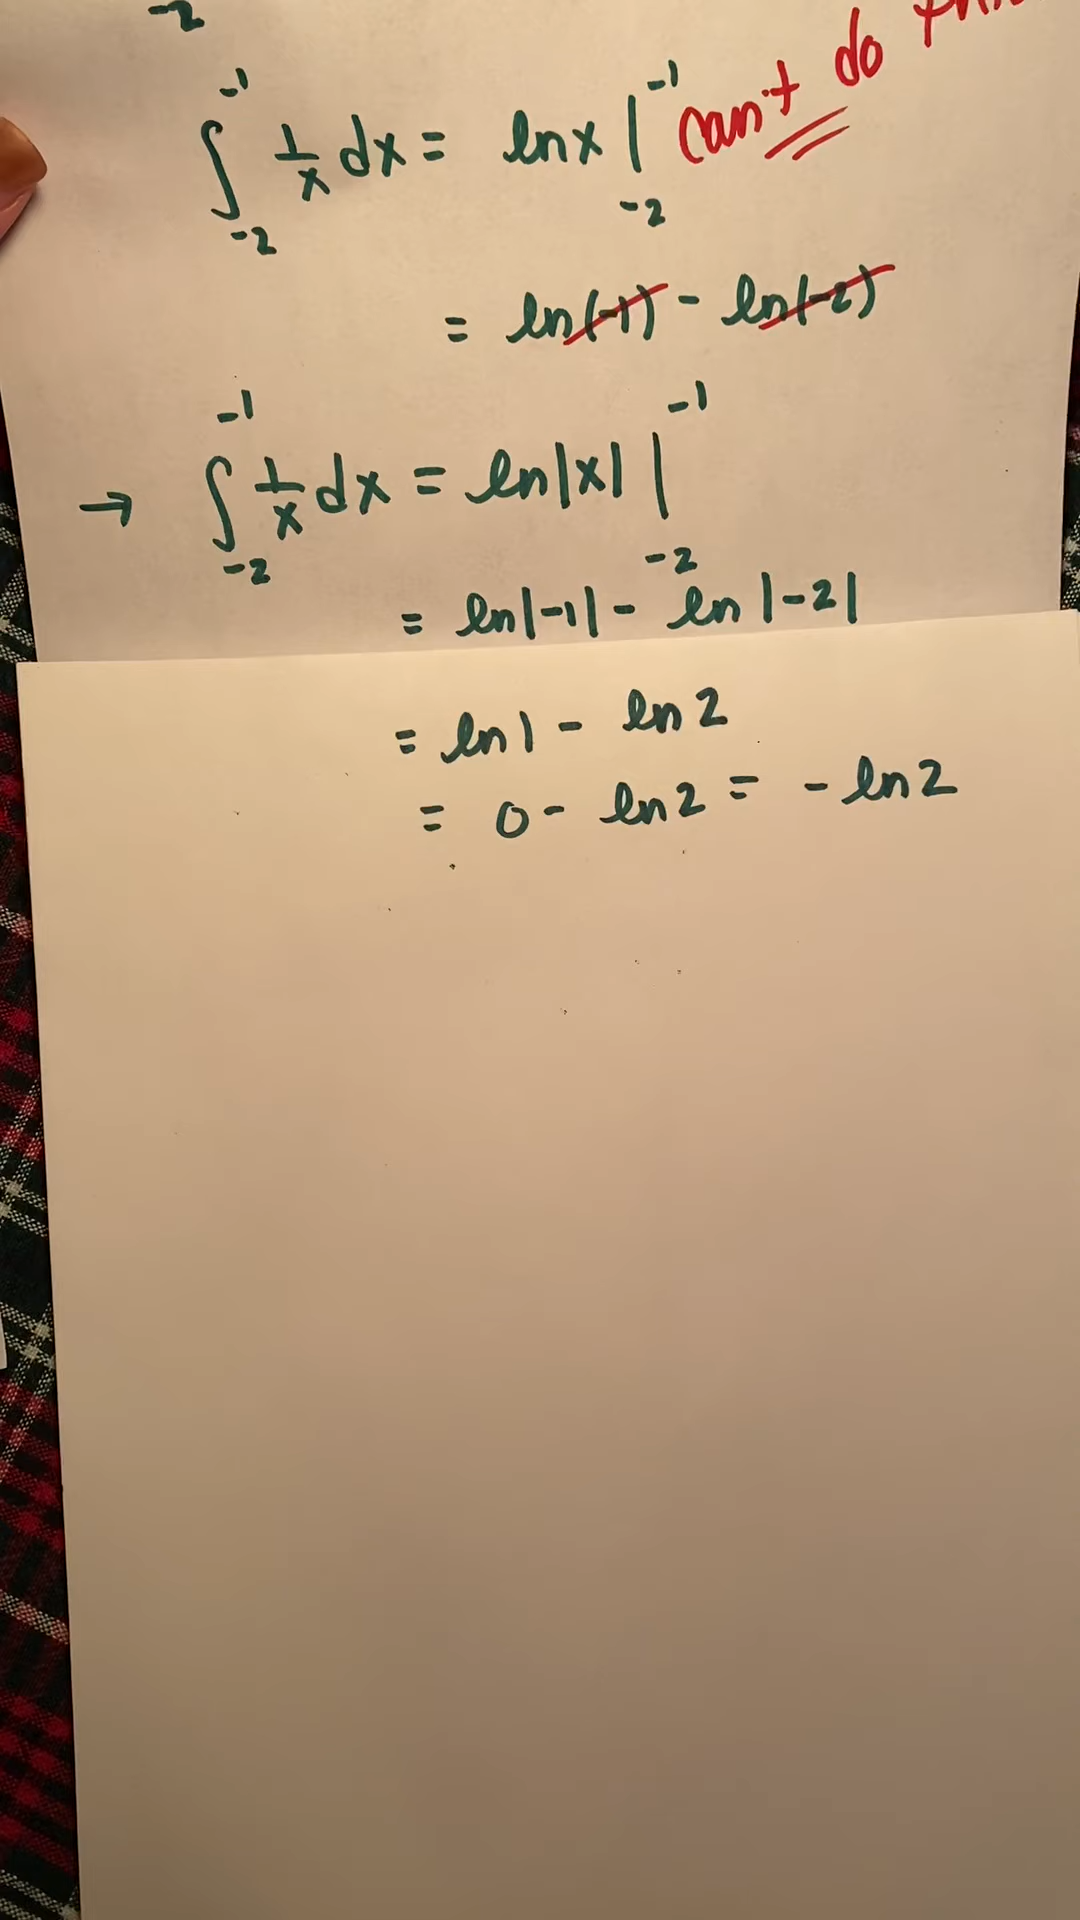 -2
∫_{-2}^{-1} 1/x dx = ln x |_{-2}^{-1} can't do
= ln(-1) - ln(-2)
→ ∫_{-2}^{-1} 1/x dx = ln|x| |_{-2}^{-1}
= ln|-1| - ln|-2|
= ln 1 - ln 2
= 0 - ln 2 = - ln 2